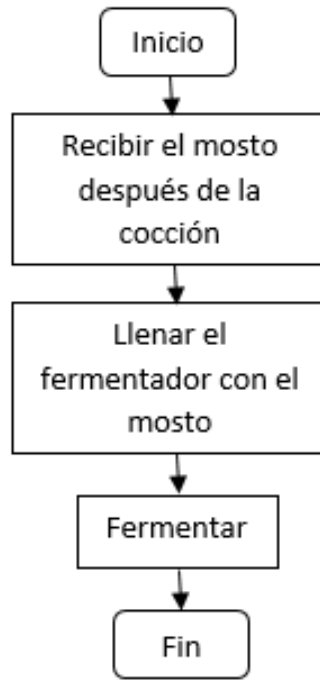 Inicio
Recibir el mosto
después de la
cocción
Llenar el
fermentador con el
mosto
Fermentar
Fin